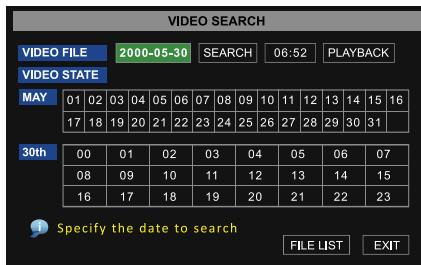 VIDEO SEARCH
VIDEO FILE 2000-05-30 SEARCH 06:52 PLAYBACK
VIDEO STATE
MAY 01 02 03 04 05 06 07 08 09 10 11 12 13 14 15 16
17 18 19 20 21 22 23 24 25 26 27 28 29 30 31
30th 00 01 02 03 04 05 06 07
08 09 10 11 12 13 14 15
16 17 18 19 20 21 22 23
Specify the date to search
FILE LIST EXIT